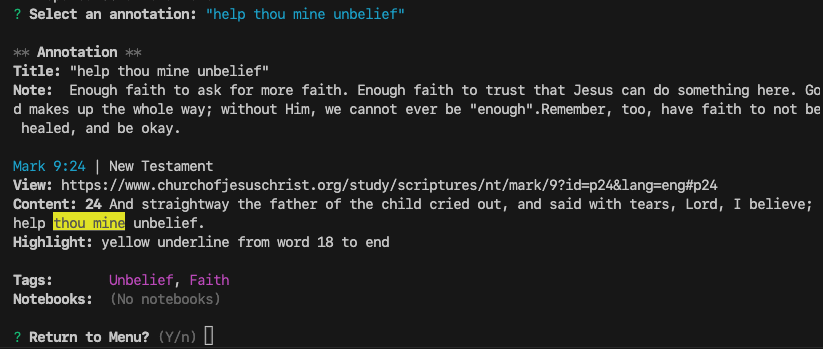 ? Select an annotation: "help thou mine unbelief"
** Annotation **
Title: "help thou mine unbelief"
Note:  Enough faith to ask for more faith. Enough faith to trust that Jesus can do something here. Go
d makes up the whole way; without Him, we cannot ever be "enough".Remember, too, have faith to not be
 healed, and be okay.
Mark 9:24 | New Testament
View: https://www.churchofjesuschrist.org/study/scriptures/nt/mark/9?id=p24&lang=eng#p24
Content: 24 And straightway the father of the child cried out, and said with tears, Lord, I believe;
help thou mine unbelief.
Highlight: yellow underline from word 18 to end
Tags:       Unbelief, Faith
Notebooks:  (No notebooks)
? Return to Menu? (Y/n)